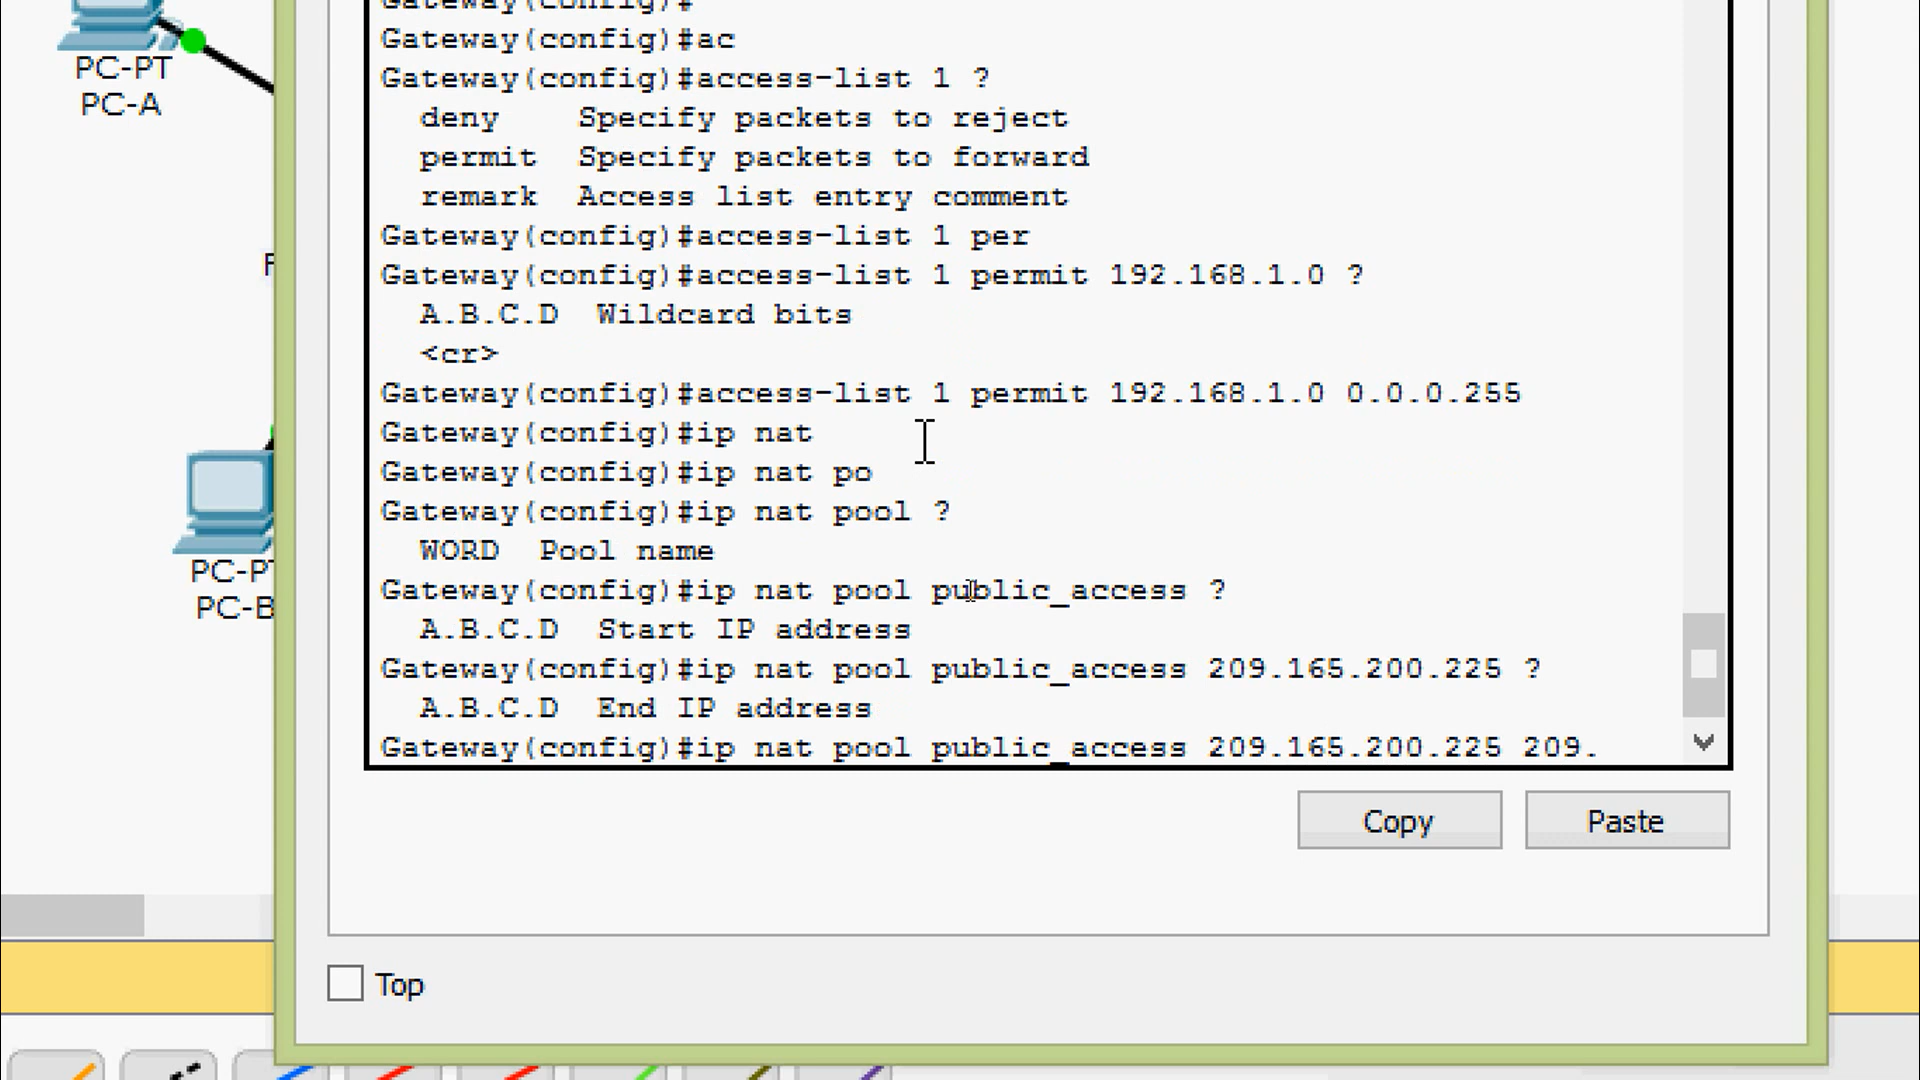 Gateway(config)#
Gateway(config)#ac
Gateway(config)#access-list 1 ?
deny Specify packets to reject
permit Specify packets to forward
remark Access list entry comment
Gateway(config)#access-list 1 per
Gateway(config)#access-list 1 permit 192.168.1.0 ?
A.B.C.D Wildcard bits
<cr>
Gateway(config)#access-list 1 permit 192.168.1.0 0.0.0.255
Gateway(config)#ip nat
Gateway(config)#ip nat po
Gateway(config)#ip nat pool ?
WORD Pool name
Gateway(config)#ip nat pool public_access ?
A.B.C.D Start IP address
Gateway(config)#ip nat pool public_access 209.165.200.225 ?
A.B.C.D End IP address
Gateway(config)#ip nat pool public_access 209.165.200.225 209.
Copy
Paste
Top
PC-PT
PC-A
F
PC-P
PC-B